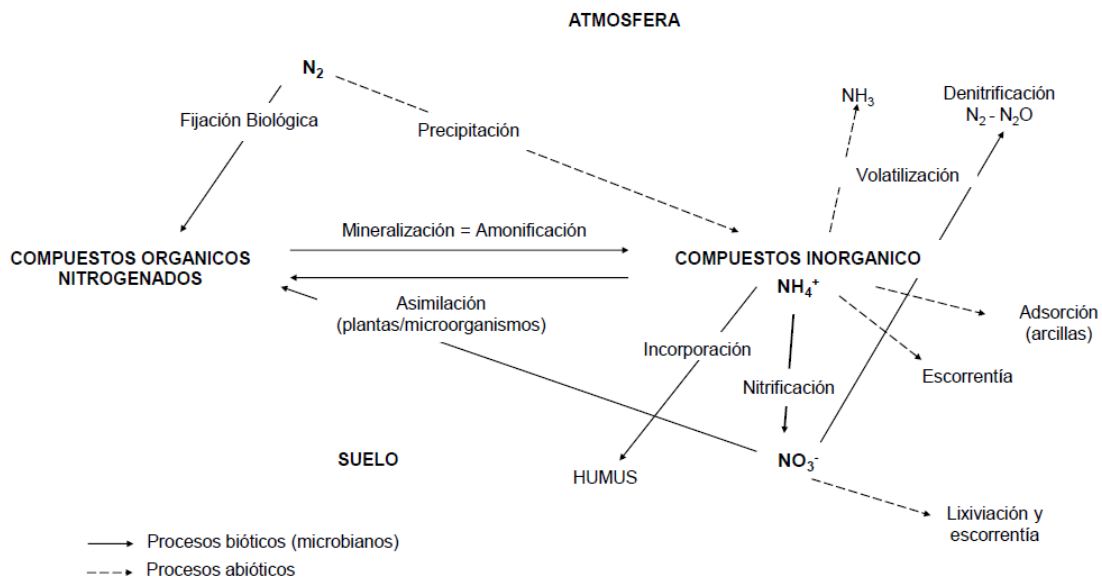 ATMOSFERA
N2
Fijación Biológica
Precipitación
NH3
Denitrificación
N2 - N2O
Volatilización
Mineralización = Amonificación
COMPUESTOS ORGANICOS
NITROGENADOS
COMPUESTOS INORGANICO
NH4+
Asimilación
(plantas/microorganismos)
Adsorción
(arcillas)
Incorporación
Escorrentía
Nitrificación
SUELO
HUMUS
NO3-
Lixiviación y
escorrentía
Procesos bióticos (microbianos)
Procesos abióticos